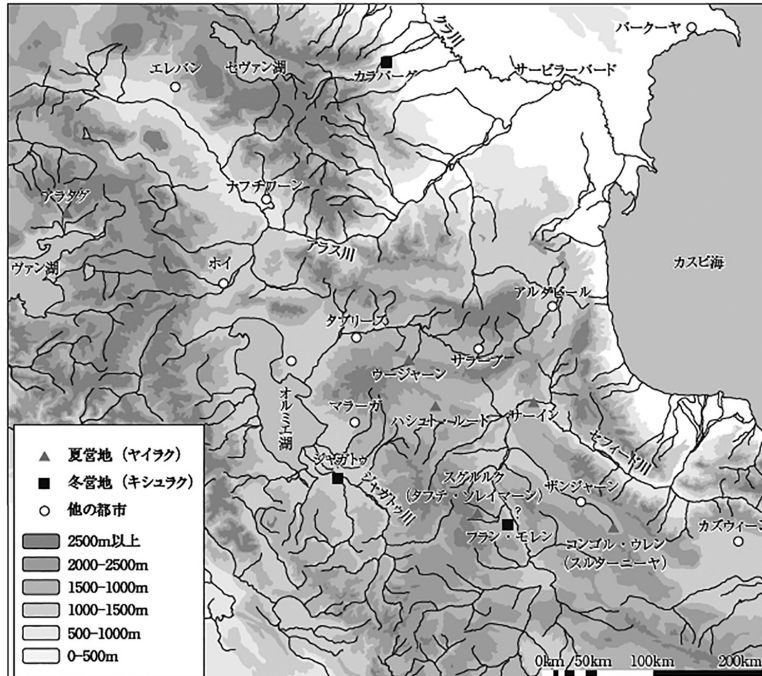 バークーヤ
クラ川
エレバン
セヴァン湖
カラバーグ
サービラーバード
アラタグ
ナフチワーン
アラス川
ヴァン湖
ホイ
カスピ海
アルダビール
タブリーズ
サラーブ
ウージャーン
オルミエ湖
マラーガ
ハシュト・ルード
サーイン
セフィード川
ジャガトゥ
ジャガトゥ川
スグルルク
(タフチ・ソレイマーン)
?
フラン・モレン
ザンジャーン
コンゴル・ウレン
(スルターニーヤ)
カズウィーン
夏営地(ヤイラク)
冬営地(キシュラク)
他の都市
2500m以上
2000-2500m
1500-1000m
1000-1500m
500-1000m
0-500m
0km/50km 100km 200km